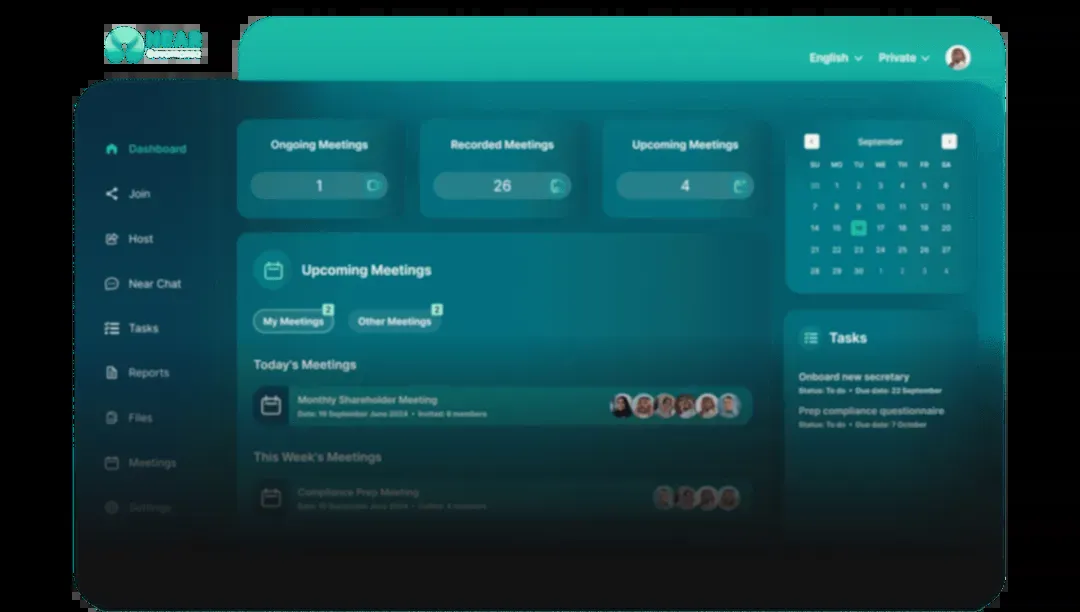 NEAR
English
Private
Dashboard
Join
Host
Near Chat
Tasks
Reports
Files
Meetings
Settings
Ongoing Meetings
1
Recorded Meetings
26
Upcoming Meetings
4
Upcoming Meetings
My Meetings 2
Other Meetings 2
Today's Meetings
Monthly Shareholder Meeting
Date: 16 September June 2024 • Invited: 6 members
This Week's Meetings
Compliance Prep Meeting
September
SU MO TU WE TH FR SA
1 2 3 4 5 6
7 8 9 10 11 12 13
14 15 16 17 18 19 20
21 22 23 24 25 26 27
28 29 30 1 2 3 4
Tasks
Onboard new secretary
Status: To do • Due date: 22 September
Prep compliance questionnaire
Status: To do • Due date: 7 October